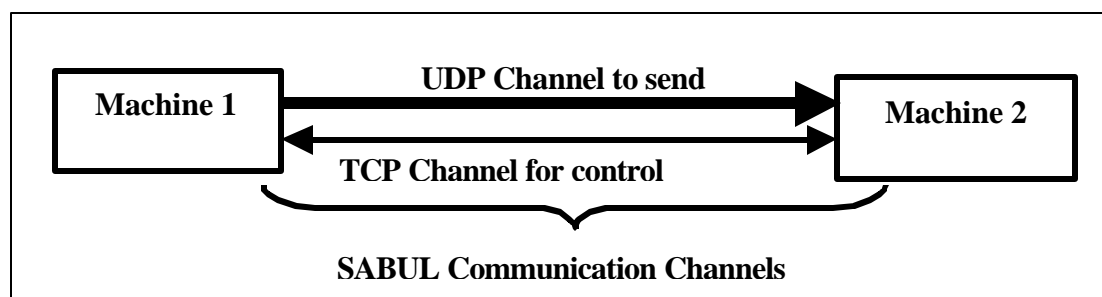 UDP Channel to send
Machine 1
Machine 2
TCP Channel for control
SABUL Communication Channels